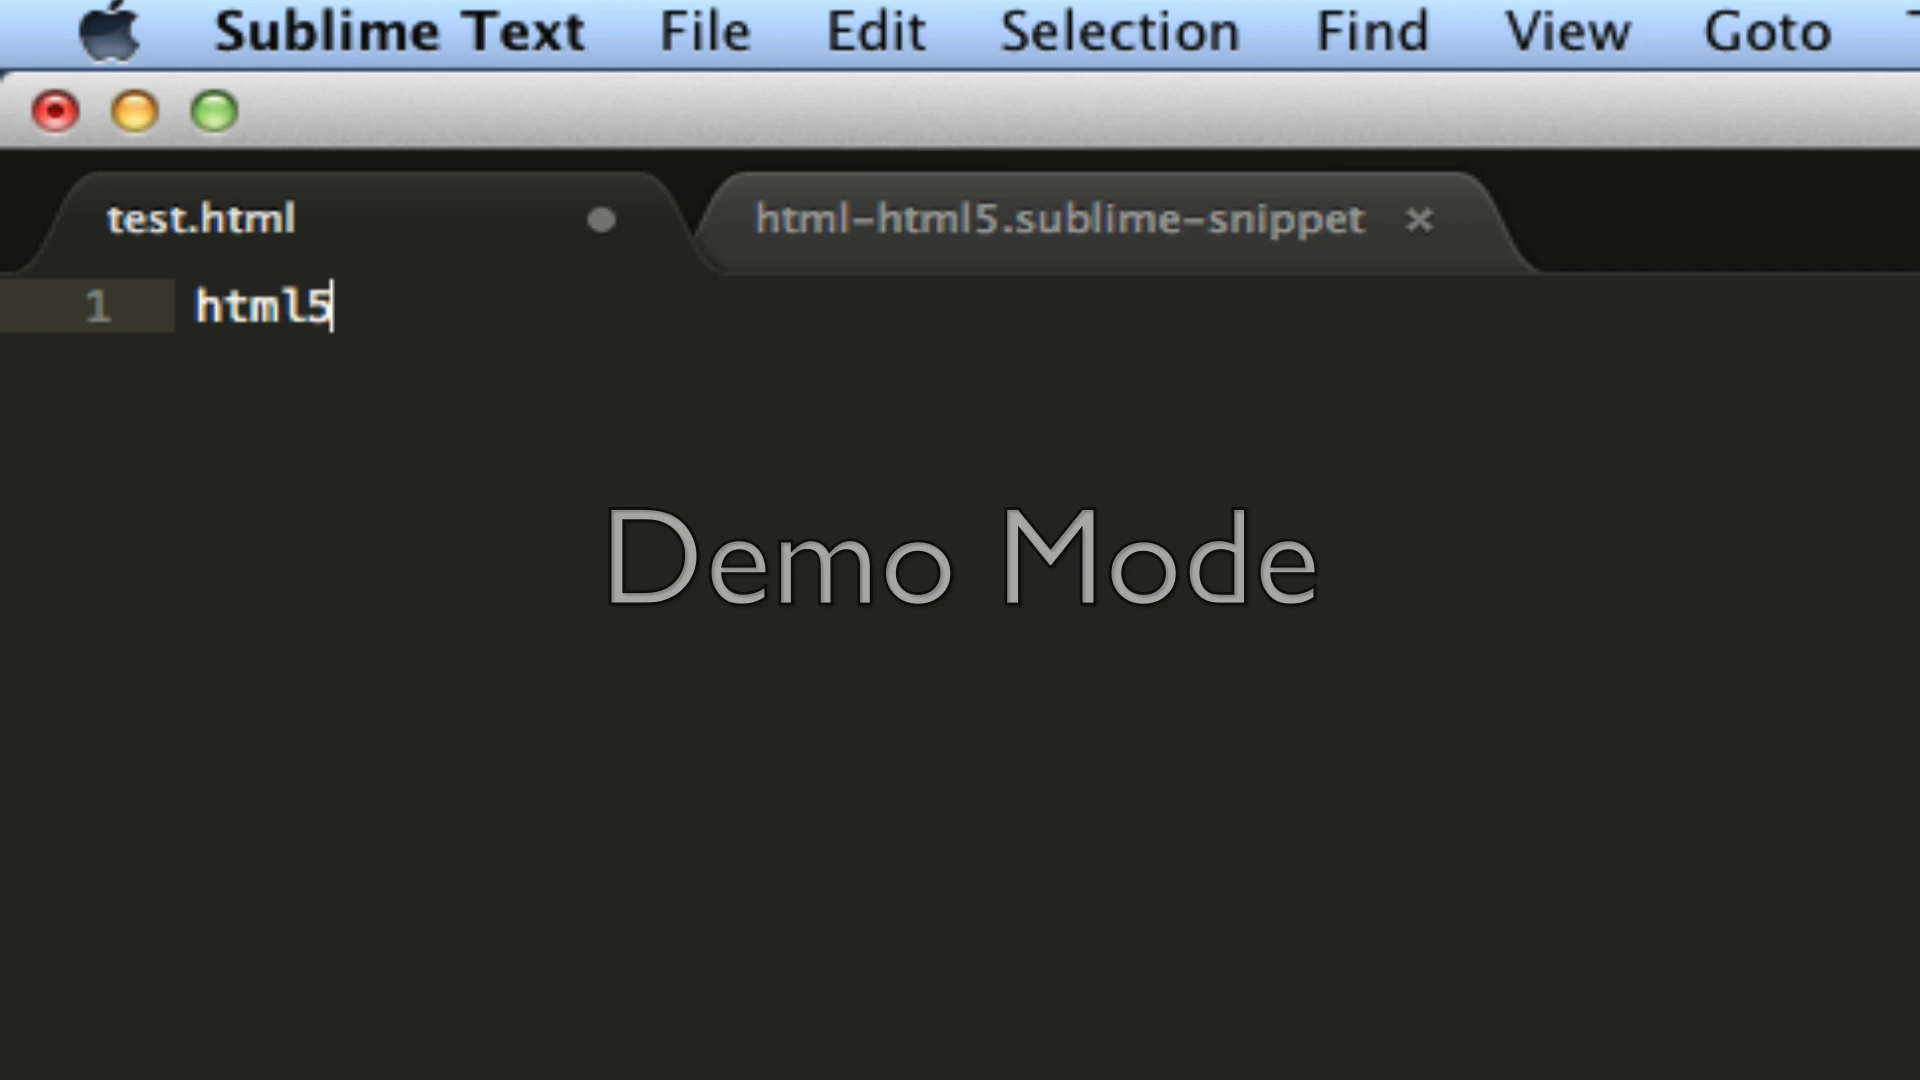 Sublime Text File Edit Selection Find View Goto
test.html html-html5.sublime-snippet ×
1 html5
Demo Mode